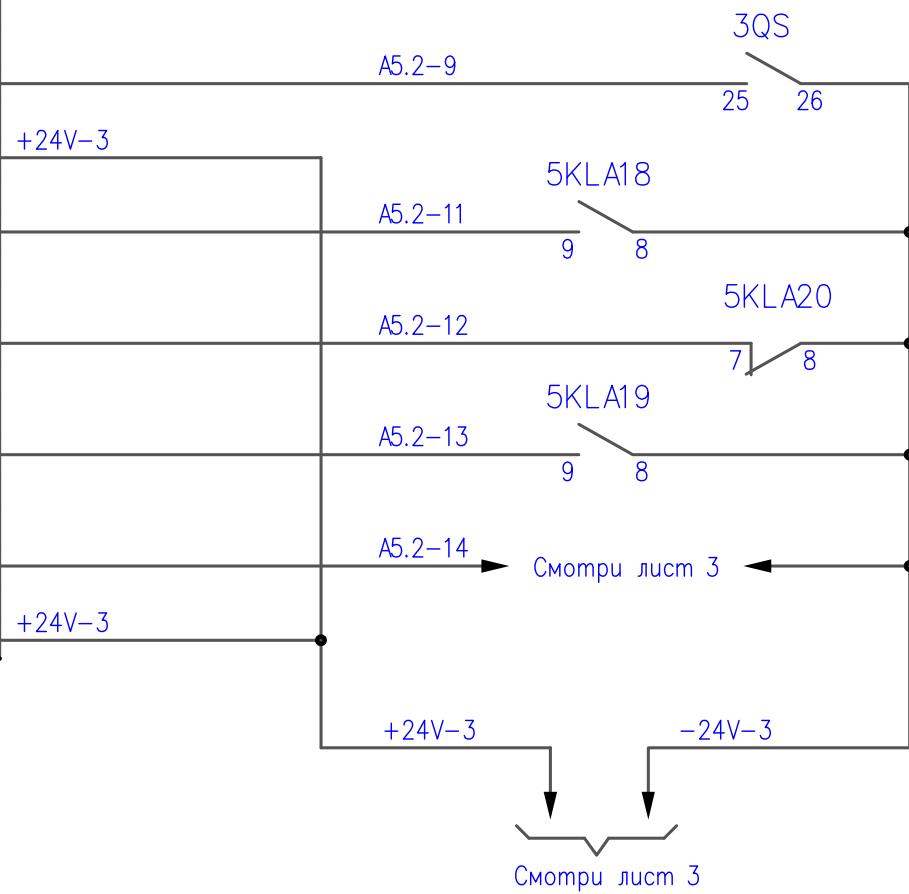 3QS
A5.2-9
25 26
+24V-3
5KLA18
A5.2-11
9 8
5KLA20
A5.2-12
7 8
5KLA19
A5.2-13
9 8
A5.2-14
Смотри лист 3
+24V-3
+24V-3 -24V-3
Смотри лист 3